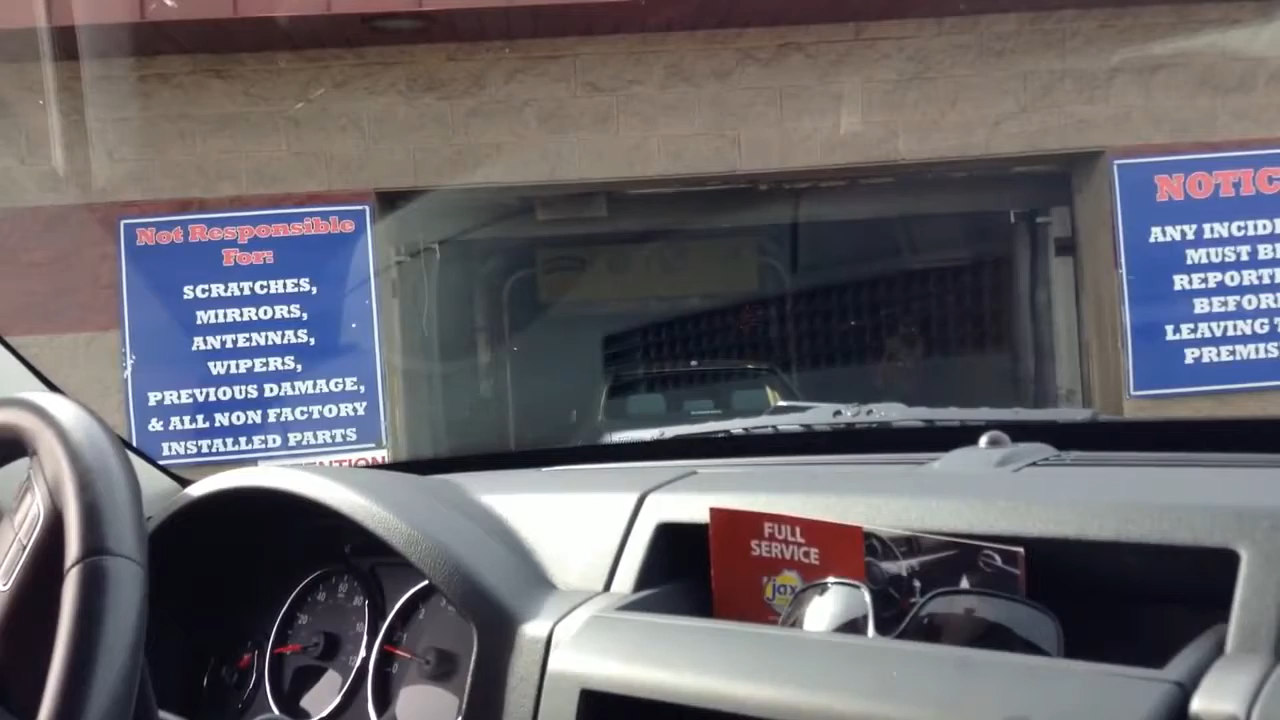 Not Responsible
For:
SCRATCHES,
MIRRORS,
ANTENNAS,
WIPERS,
PREVIOUS DAMAGE,
& ALL NON FACTORY
INSTALLED PARTS
TENTION
NOTIC
ANY INCID
MUST B
REPORT
BEFOR
LEAVING
PREMIS
FULL
SERVICE
jax